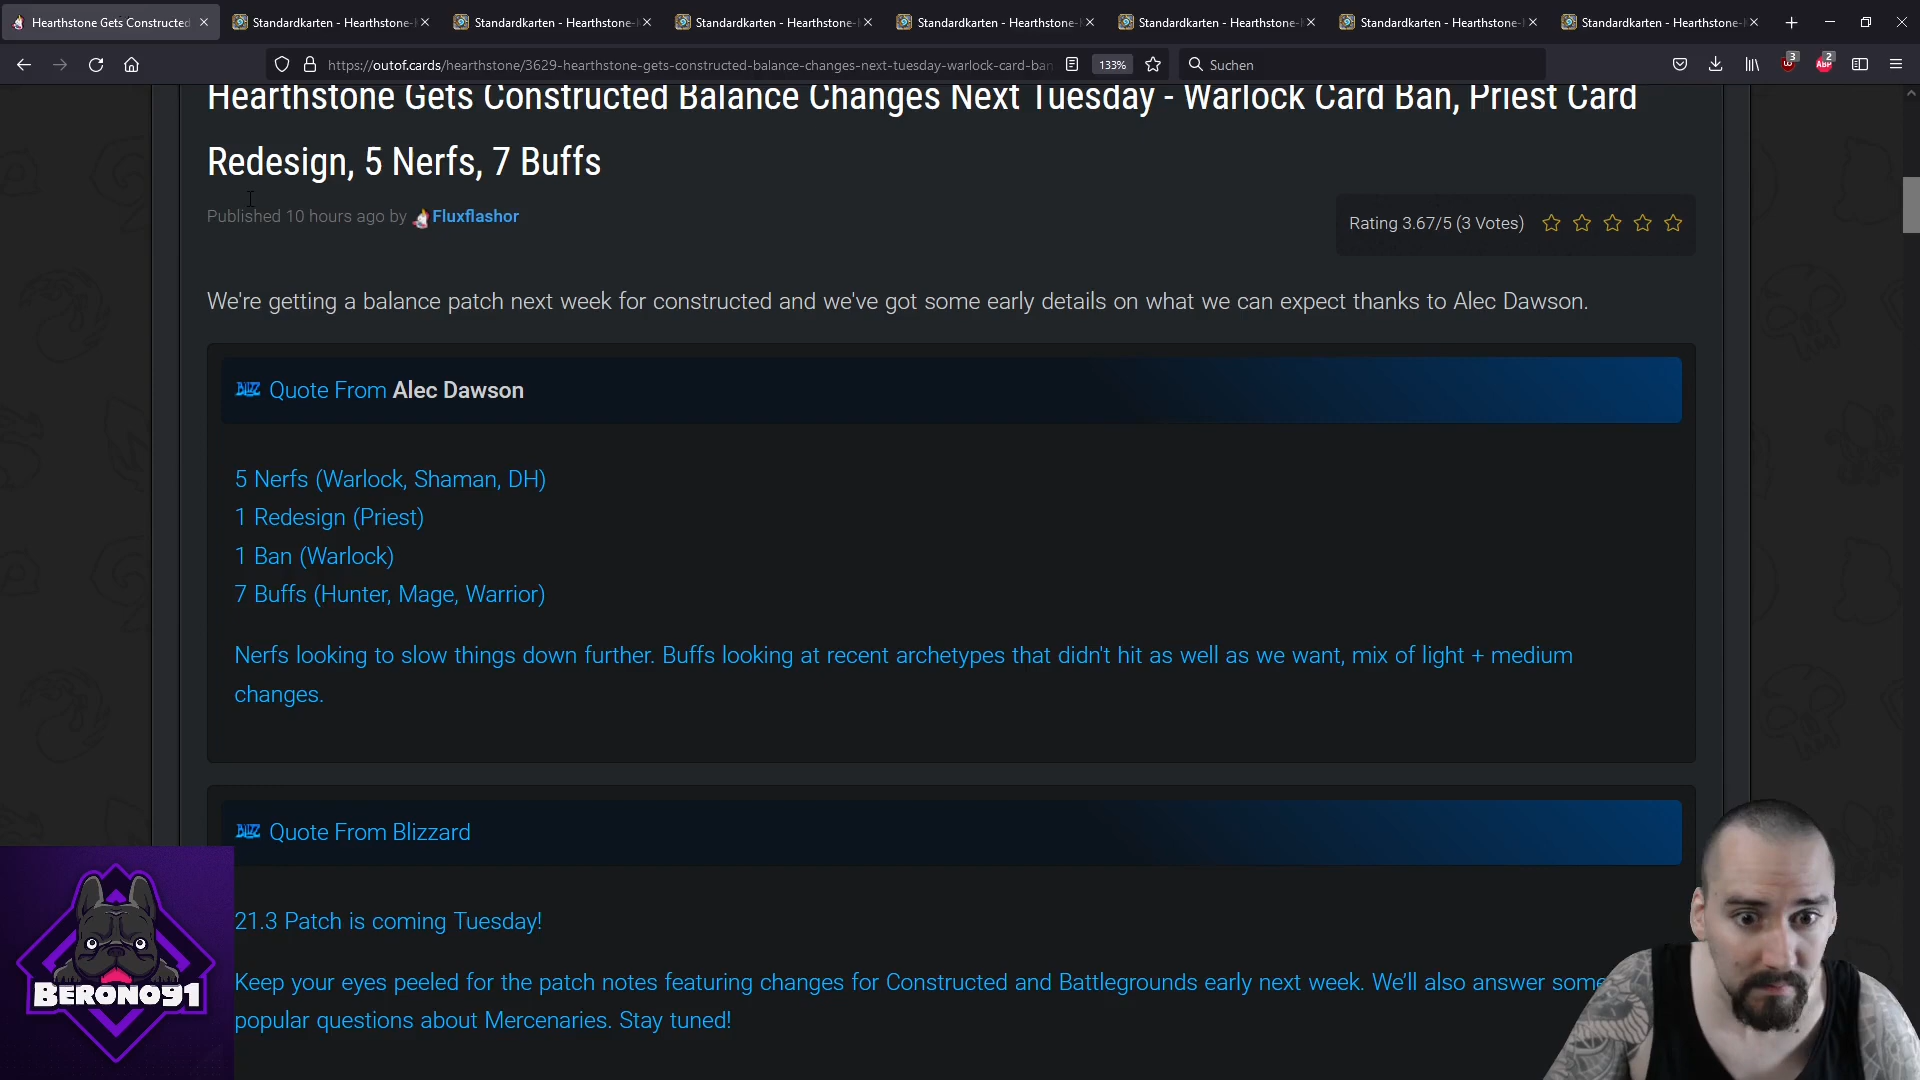 Hearthstone Gets Constructed
Standardkarten - Hearthstone-
Standardkarten - Hearthstone-
Standardkarten - Hearthstone-
Standardkarten - Hearthstone-
Standardkarten - Hearthstone-
Standardkarten - Hearthstone-
Standardkarten - Hearthstone-
https://outof.cards/hearthstone/3629-hearthstone-gets-constructed-balance-changes-next-tuesday-warlock-card-ban
133%
Suchen
3
2
ABP
Hearthstone Gets Constructed Balance Changes Next Tuesday - Warlock Card Ban, Priest Card
Redesign, 5 Nerfs, 7 Buffs
Published 10 hours ago by Fluxflashor
Rating 3.67/5 (3 Votes)
We're getting a balance patch next week for constructed and we've got some early details on what we can expect thanks to Alec Dawson.
BLIZZ Quote From Alec Dawson
5 Nerfs (Warlock, Shaman, DH)
1 Redesign (Priest)
1 Ban (Warlock)
7 Buffs (Hunter, Mage, Warrior)
Nerfs looking to slow things down further. Buffs looking at recent archetypes that didn't hit as well as we want, mix of light + medium
changes.
BLIZZ Quote From Blizzard
21.3 Patch is coming Tuesday!
Keep your eyes peeled for the patch notes featuring changes for Constructed and Battlegrounds early next week. We'll also answer some
popular questions about Mercenaries. Stay tuned!
BERONO91